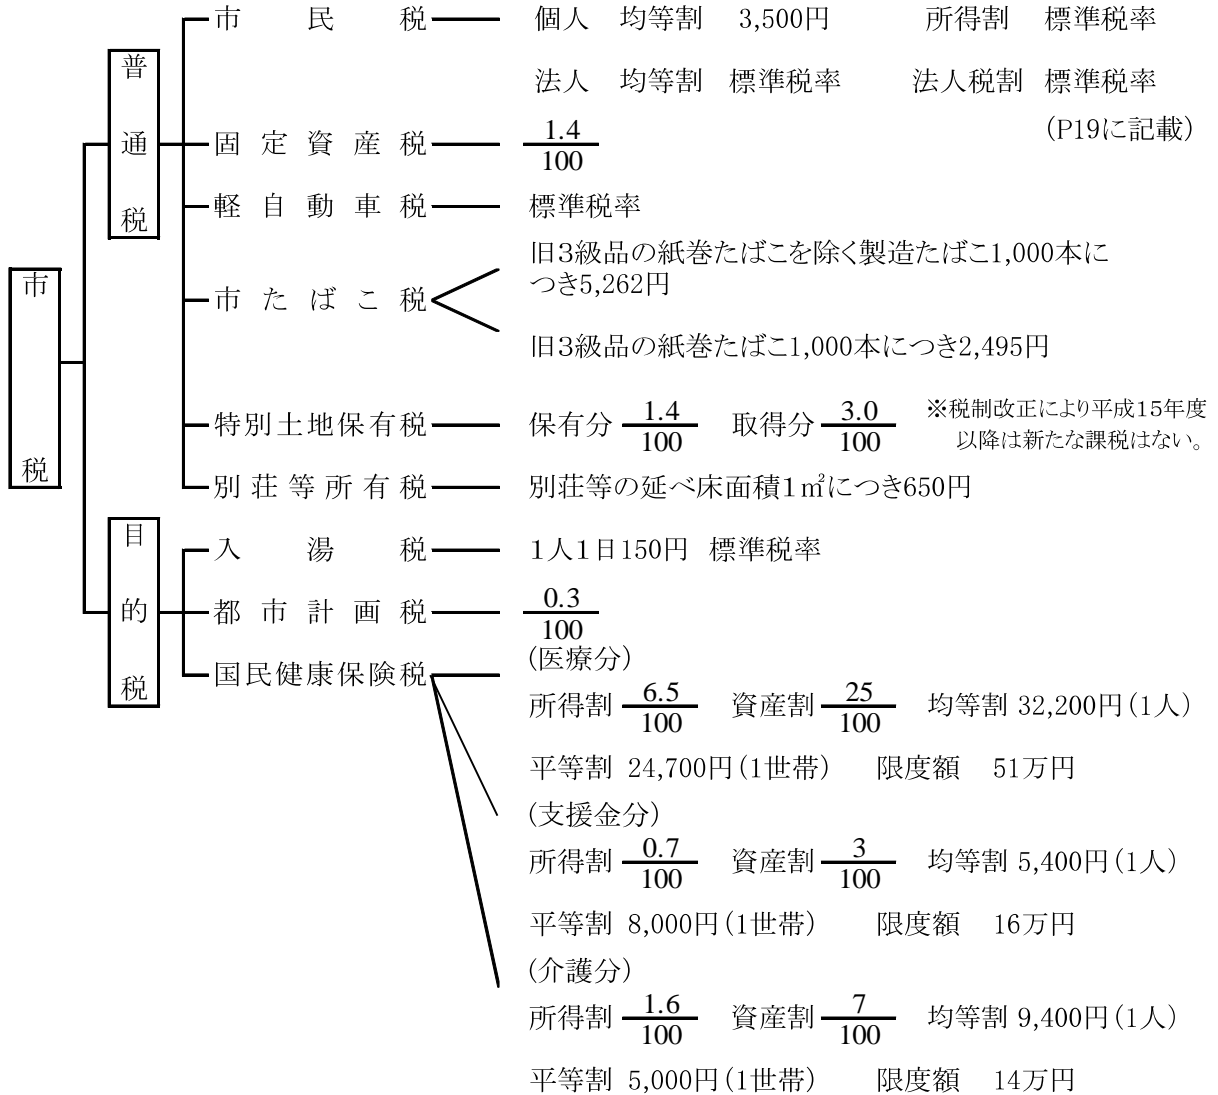 市税
普通税
市民税 個人 均等割 3,500円 所得割 標準税率
法人 均等割 標準税率 法人税割 標準税率
(P19に記載)
固定資産税 1.4/100
軽自動車税 標準税率
市たばこ税 旧3級品の紙巻たばこを除く製造たばこ1,000本に
つき5,262円
旧3級品の紙巻たばこ1,000本につき2,495円
特別土地保有税 保有分 1.4/100 取得分 3.0/100 ※税制改正により平成15年度
以降は新たな課税はない。
別荘等所有税 別荘等の延べ床面積1㎡につき650円
目的税
入湯税 1人1日150円 標準税率
都市計画税 0.3/100
国民健康保険税 (医療分)
所得割 6.5/100 資産割 25/100 均等割 32,200円(1人)
平等割 24,700円(1世帯) 限度額 51万円
(支援金分)
所得割 0.7/100 資産割 3/100 均等割 5,400円(1人)
平等割 8,000円(1世帯) 限度額 16万円
(介護分)
所得割 1.6/100 資産割 7/100 均等割 9,400円(1人)
平等割 5,000円(1世帯) 限度額 14万円